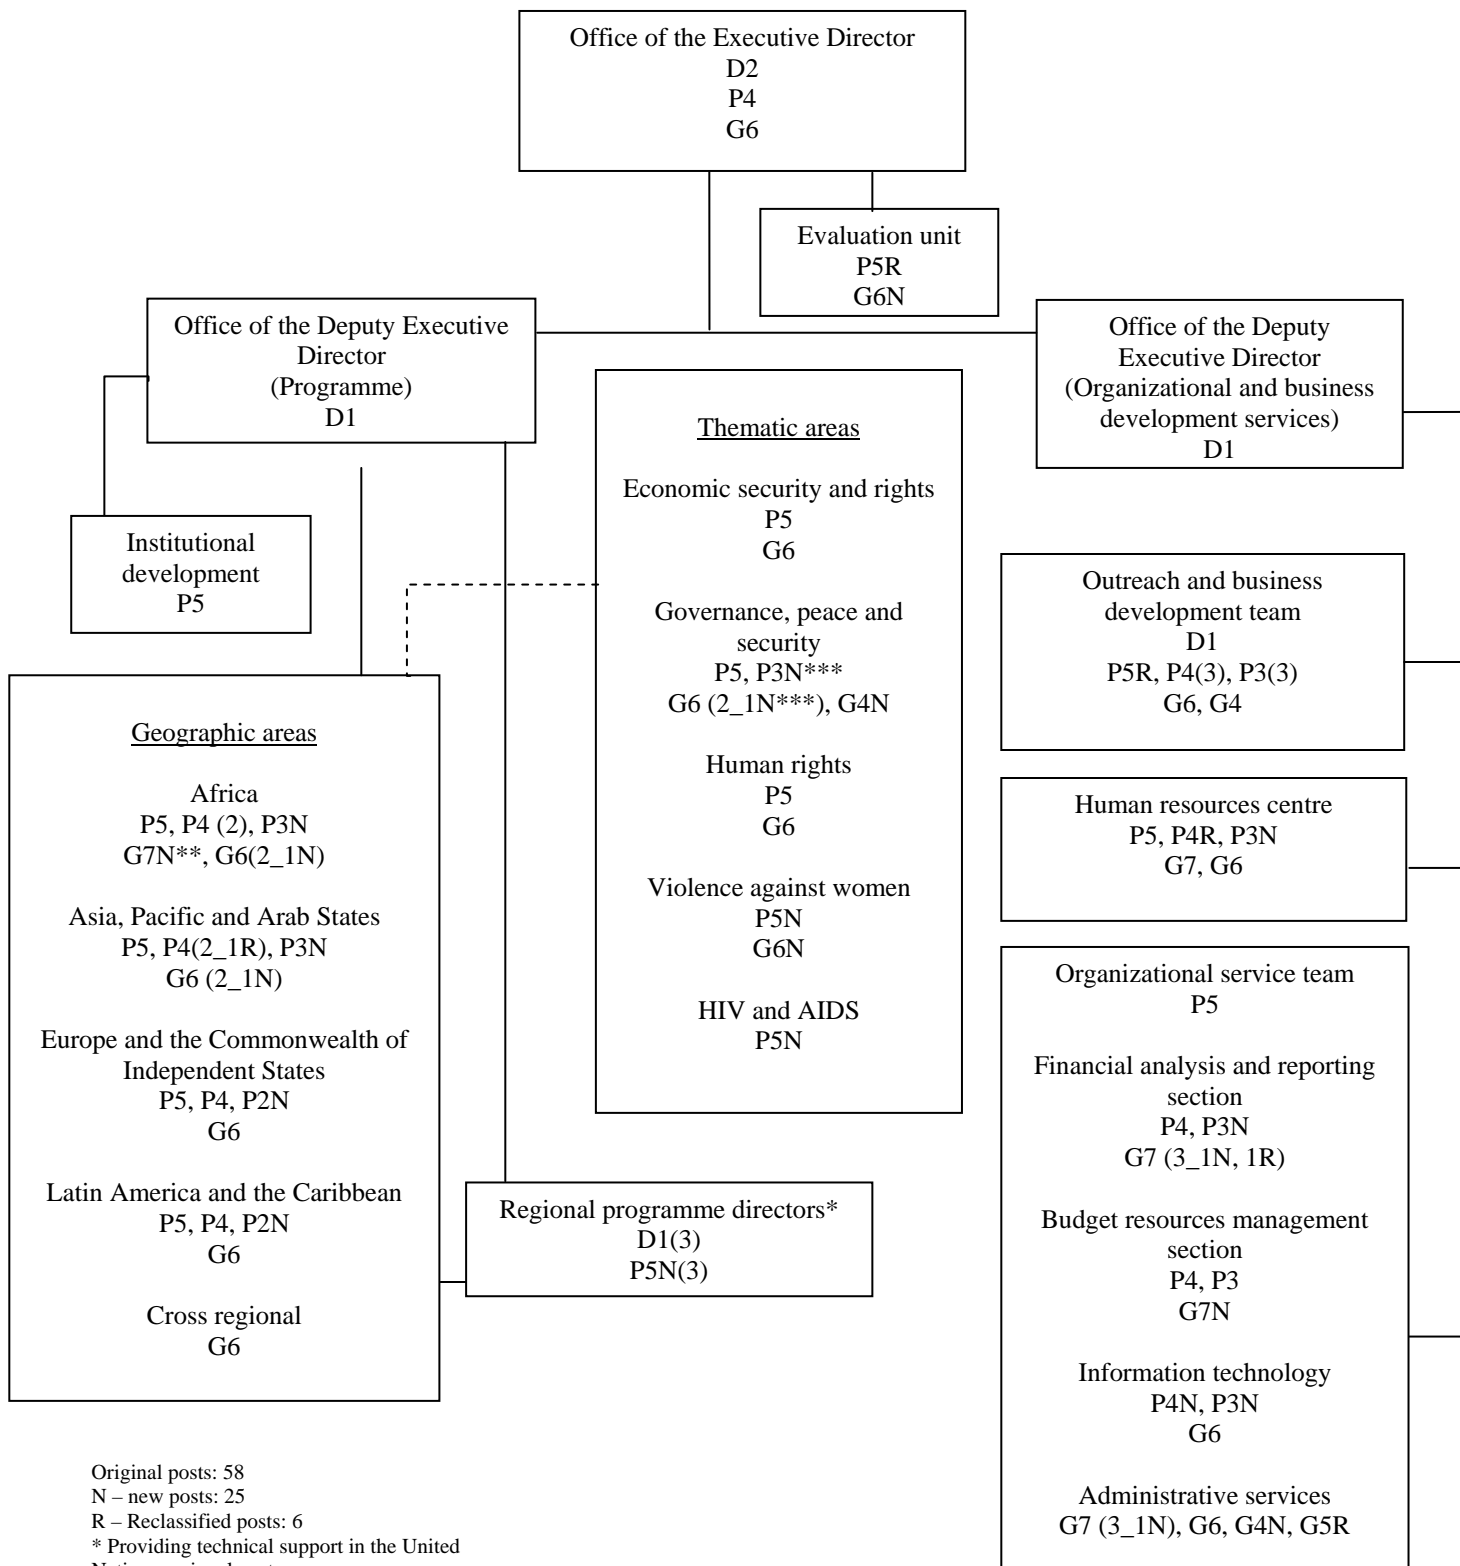 Office of the Executive Director
D2
P4
G6
Evaluation unit
P5R
G6N
Office of the Deputy Executive
Director
(Programme)
D1
Office of the Deputy
Executive Director
(Organizational and business
development services)
D1
Institutional
development
P5
Thematic areas
Economic security and rights
P5
G6
Governance, peace and
security
P5, P3N***
G6 (2_1N***), G4N
Human rights
P5
G6
Violence against women
P5N
G6N
HIV and AIDS
P5N
Outreach and business
development team
D1
P5R, P4(3), P3(3)
G6, G4
Human resources centre
P5, P4R, P3N
G7, G6
Geographic areas
Africa
P5, P4 (2), P3N
G7N**, G6(2_1N)
Asia, Pacific and Arab States
P5, P4(2_1R), P3N
G6 (2_1N)
Europe and the Commonwealth of
Independent States
P5, P4, P2N
G6
Latin America and the Caribbean
P5, P4, P2N
G6
Cross regional
G6
Regional programme directors*
D1(3)
P5N(3)
Organizational service team
P5
Financial analysis and reporting
section
P4, P3N
G7 (3_1N, 1R)
Budget resources management
section
P4, P3
G7N
Information technology
P4N, P3N
G6
Administrative services
G7 (3_1N), G6, G4N, G5R
Original posts: 58
N – new posts: 25
R – Reclassified posts: 6
* Providing technical support in the United